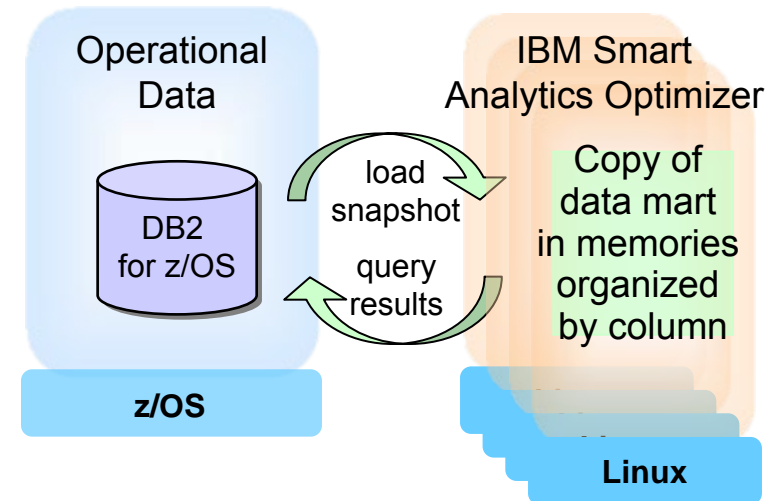 Operational
Data
IBM Smart
Analytics Optimizer
DB2
for z/OS
load
snapshot
query
results
Copy of
data mart
in memories
organized
by column
z/OS
Linux